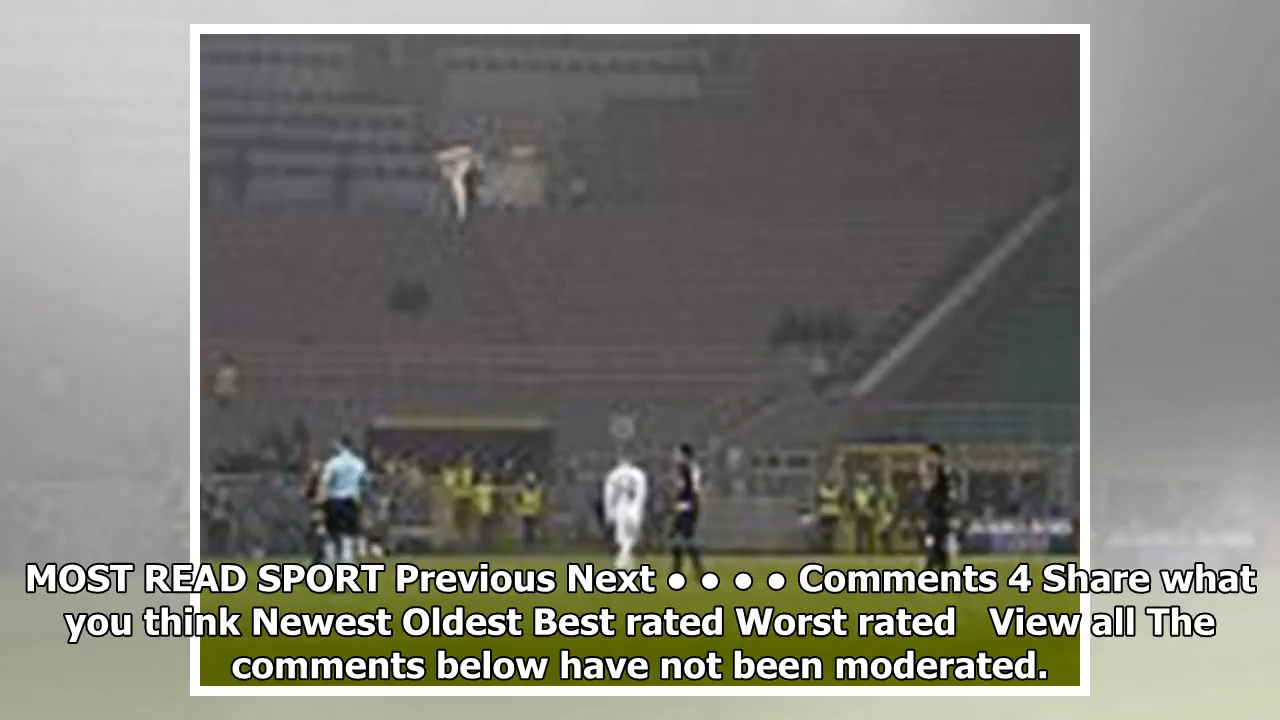 MOST READ SPORT Previous Next ● ● ● ● Comments 4 Share what
you think Newest Oldest Best rated Worst rated   View all The
comments below have not been moderated.